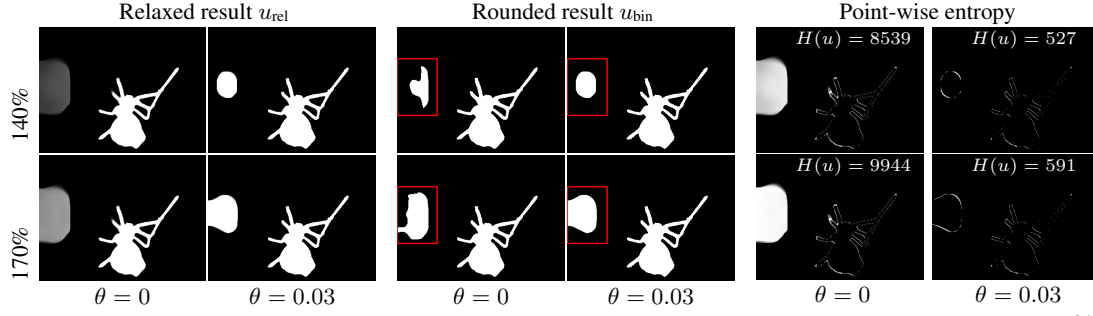 Relaxed result u_rel Rounded result u_bin Point-wise entropy
140% H(u) = 8539 H(u) = 527
170% H(u) = 9944 H(u) = 591
θ = 0 θ = 0.03 θ = 0 θ = 0.03 θ = 0 θ = 0.03